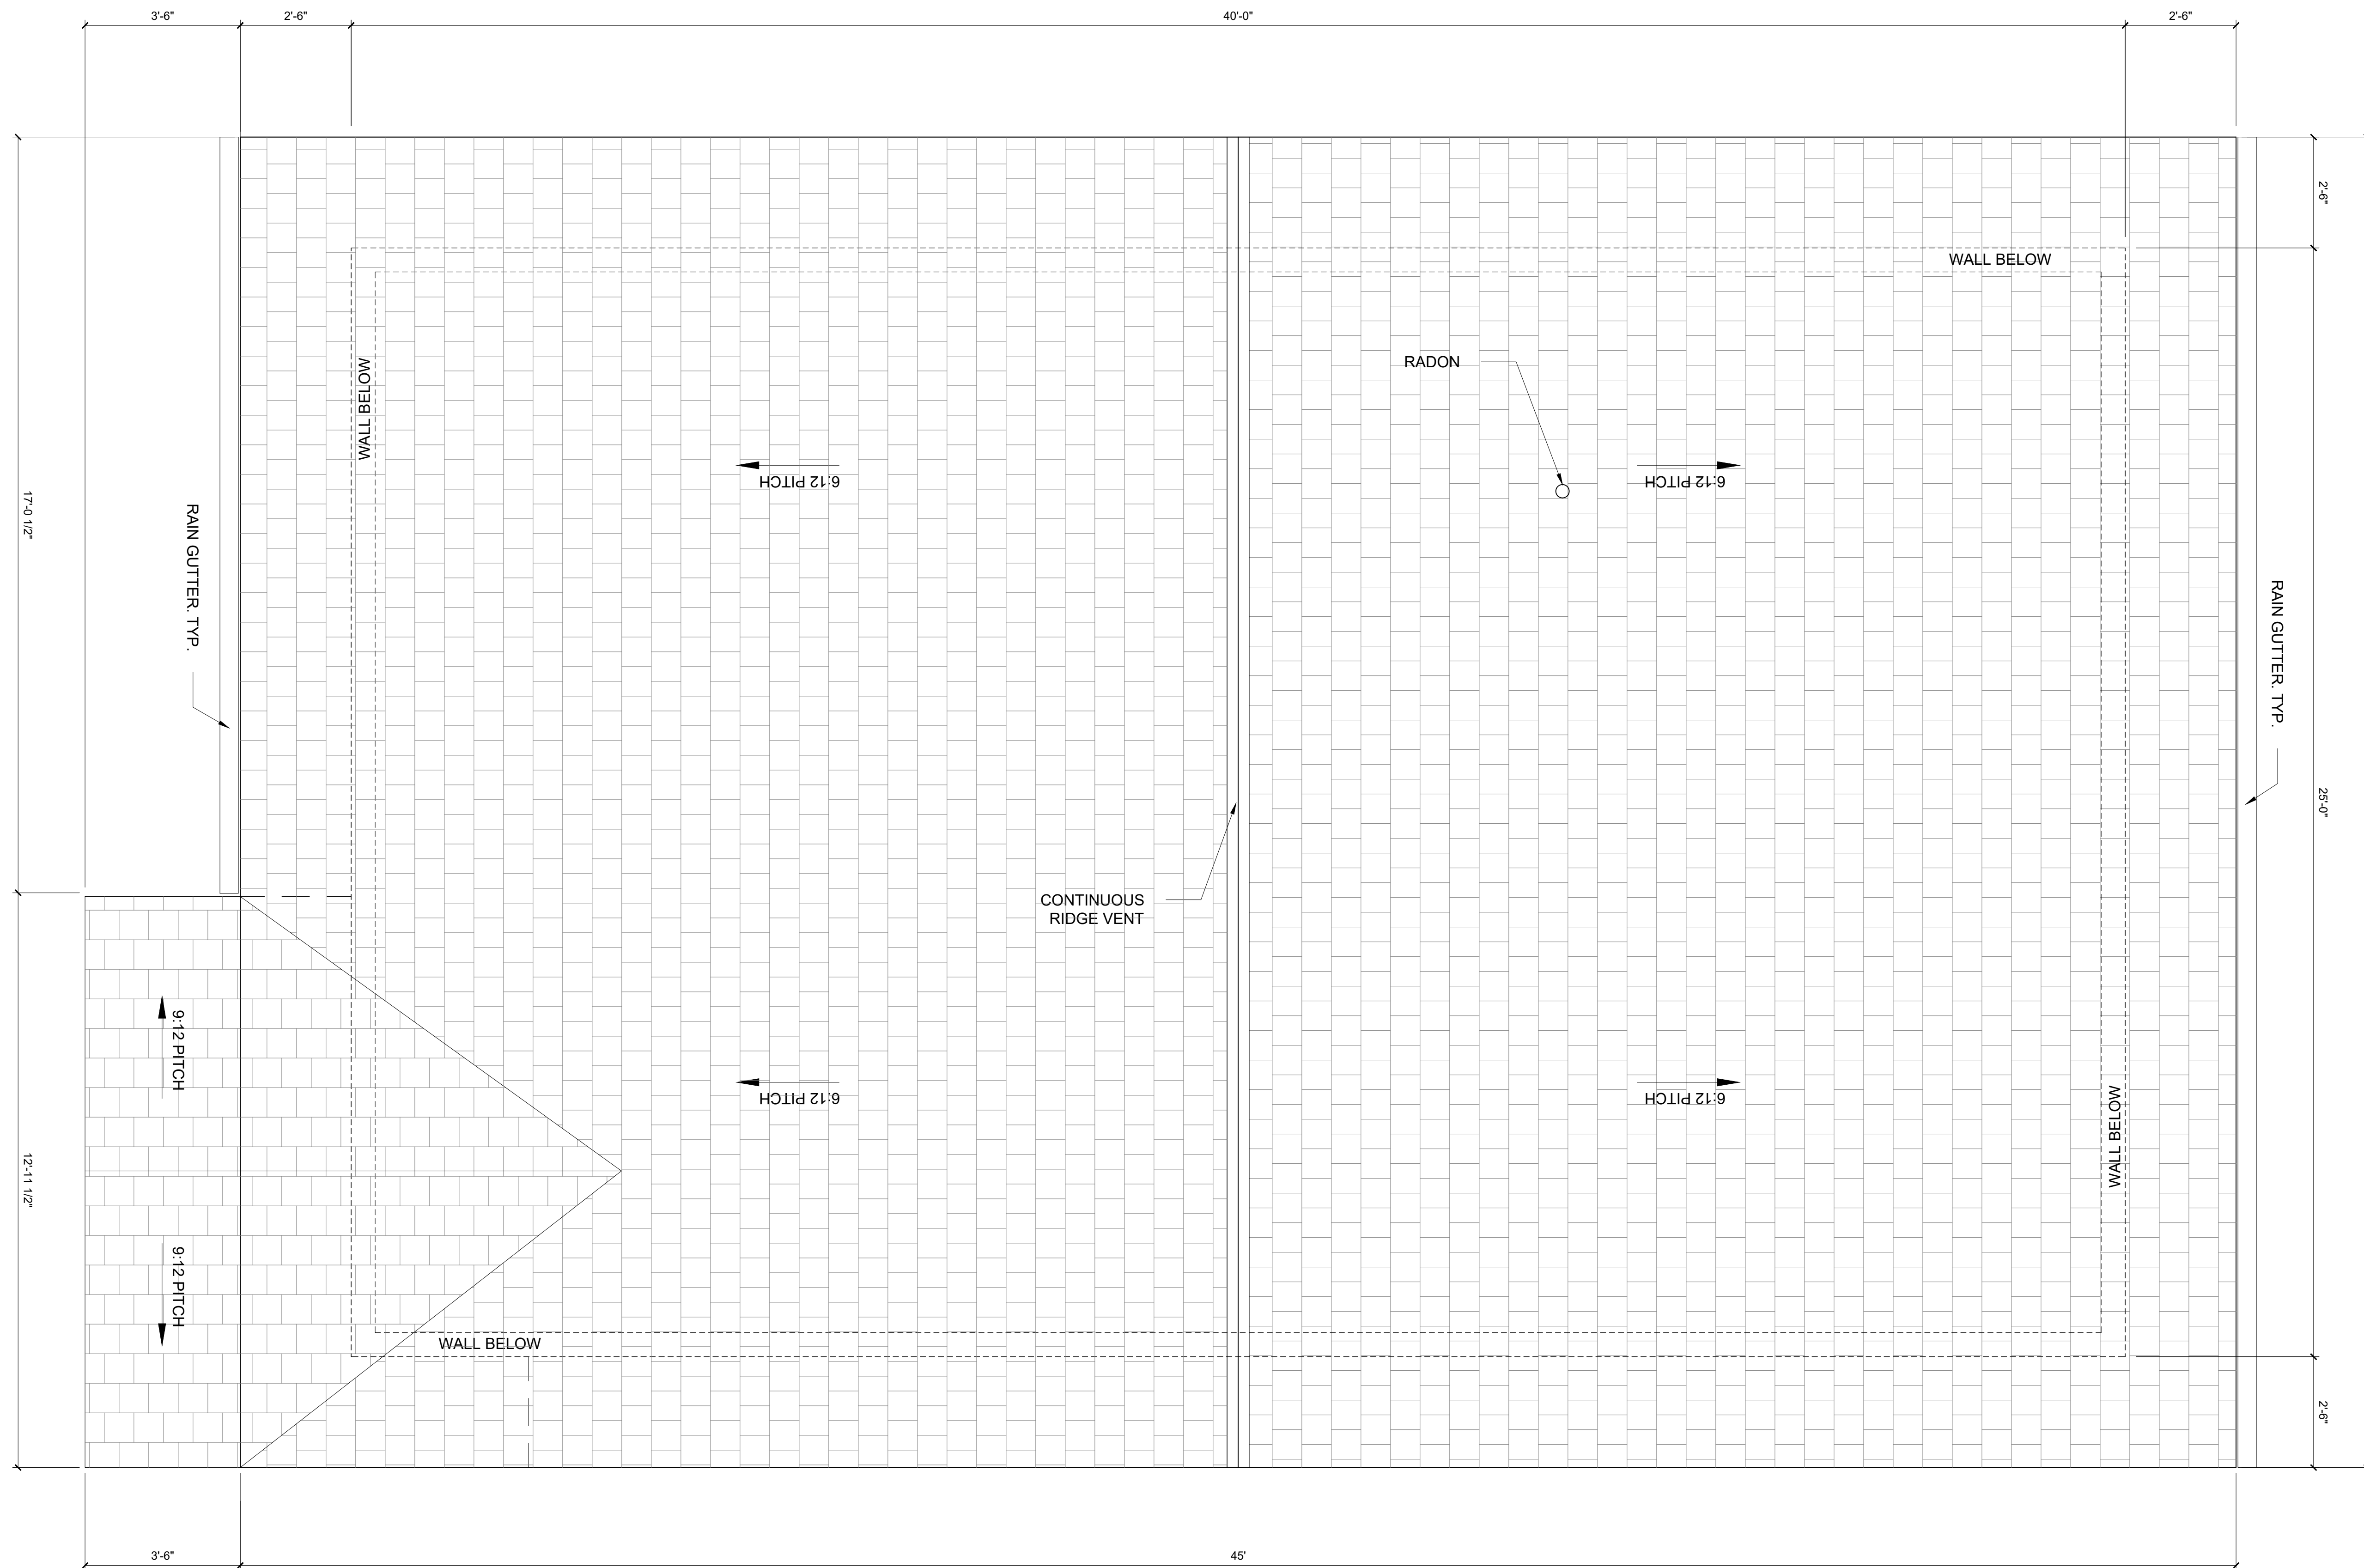 3'-6"
2'-6"
40'-0"
2'-6"
2'-6"
WALL BELOW
WALL BELOW
RADON
6:12 PITCH
6:12 PITCH
17'-0 1/2"
RAIN GUTTER. TYP.
RAIN GUTTER. TYP.
25'-0"
CONTINUOUS
RIDGE VENT
9:12 PITCH
6:12 PITCH
6:12 PITCH
WALL BELOW
12'-11 1/2"
9:12 PITCH
WALL BELOW
2'-6"
3'-6"
45'